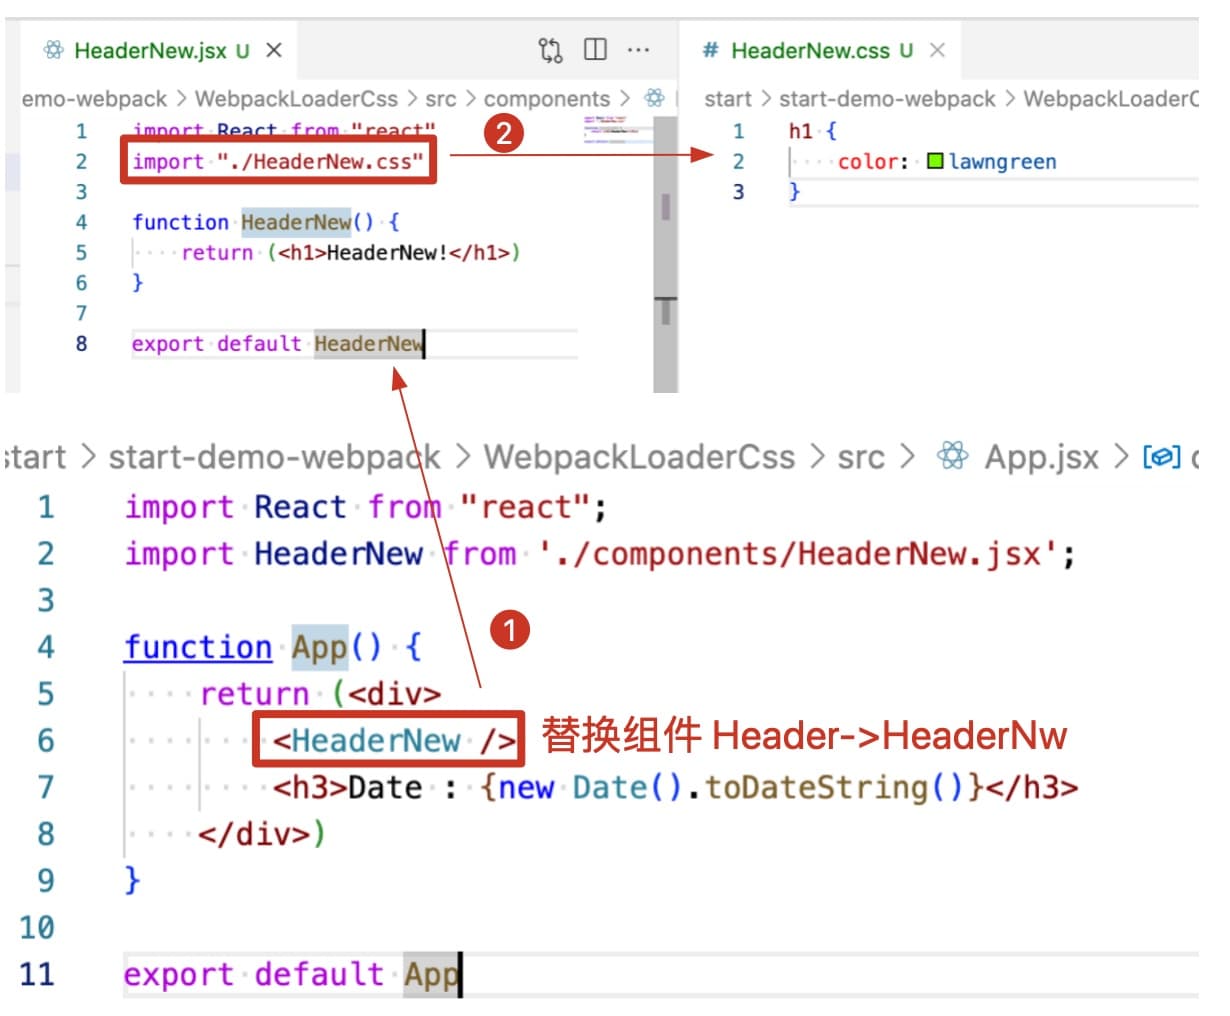 HeaderNew.jsx U
emo-webpack > WebpackLoaderCss > src > components >
1 import React from "react"
2 import "./HeaderNew.css"
3
4 function HeaderNew() {
5 return (<h1>HeaderNew!</h1>)
6 }
7
8 export default HeaderNew
2
# HeaderNew.css U
start > start-demo-webpack > WebpackLoaderC
1 h1 {
2 color: lawngreen
3 }
start > start-demo-webpack > WebpackLoaderCss > src > App.jsx >
1 import React from "react";
2 import HeaderNew from './components/HeaderNew.jsx';
3
4 function App() {
1
5 return (<div>
6 <HeaderNew /> 替换组件 Header->HeaderNw
7 <h3>Date : {new Date().toDateString()}</h3>
8 </div>)
9 }
10
11 export default App